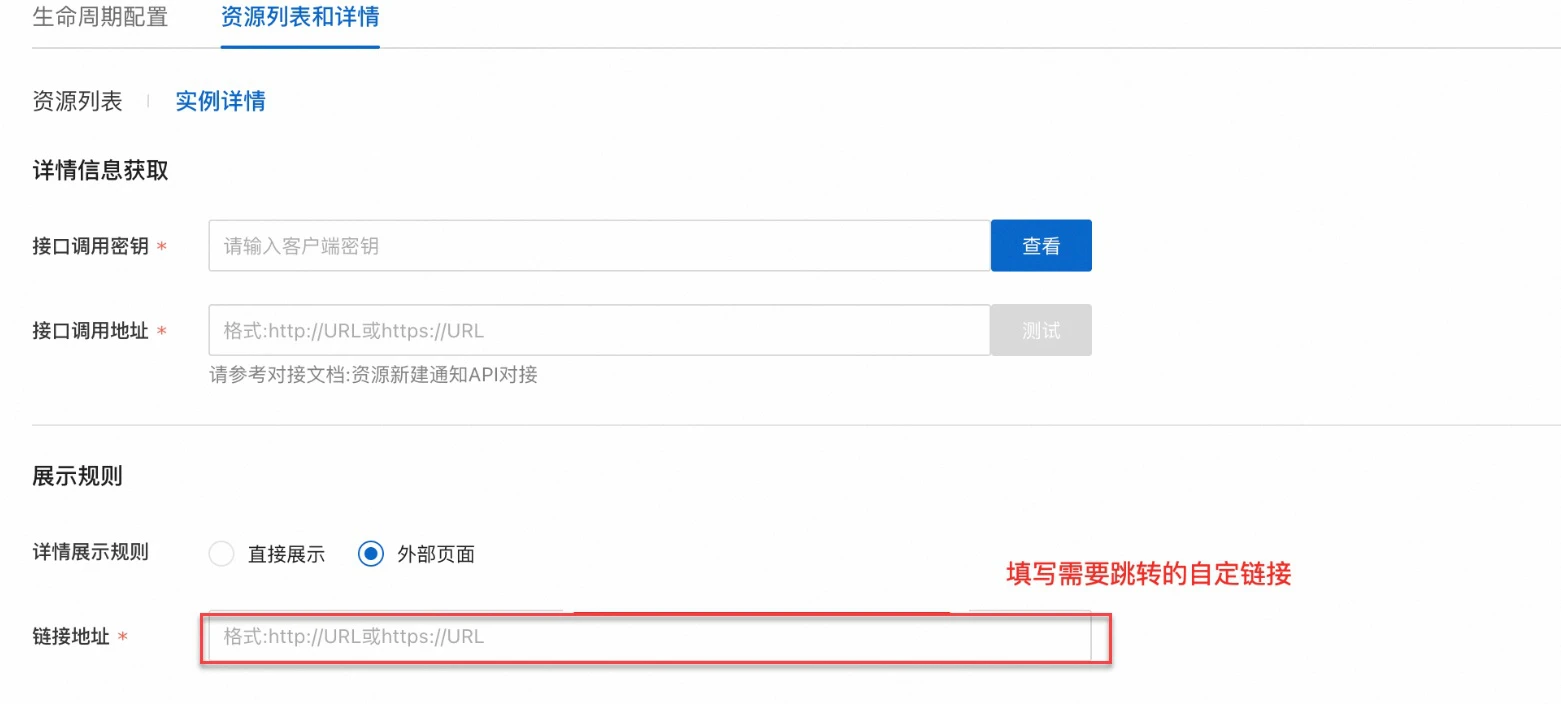 生命周期配置 资源列表和详情
资源列表 实例详情
详情信息获取
接口调用密钥 * 请输入客户端密钥 查看
接口调用地址 * 格式:http://URL或https://URL 测试
请参考对接文档:资源新建通知API对接
展示规则
详情展示规则 直接展示 外部页面
填写需要跳转的自定链接
链接地址 * 格式:http://URL或https://URL